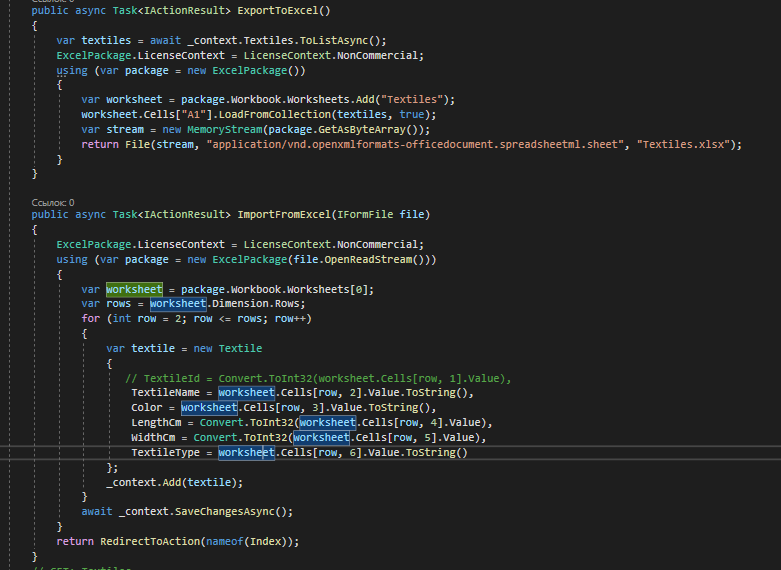 Ссылок: 0
public async Task<IActionResult> ExportToExcel()
{
var textiles = await _context.Textiles.ToListAsync();
ExcelPackage.LicenseContext = LicenseContext.NonCommercial;
using (var package = new ExcelPackage())
{
var worksheet = package.Workbook.Worksheets.Add("Textiles");
worksheet.Cells["A1"].LoadFromCollection(textiles, true);
var stream = new MemoryStream(package.GetAsByteArray());
return File(stream, "application/vnd.openxmlformats-officedocument.spreadsheetml.sheet", "Textiles.xlsx");
}
}
Ссылок: 0
public async Task<IActionResult> ImportFromExcel(IFormFile file)
{
ExcelPackage.LicenseContext = LicenseContext.NonCommercial;
using (var package = new ExcelPackage(file.OpenReadStream()))
{
var worksheet = package.Workbook.Worksheets[0];
var rows = worksheet.Dimension.Rows;
for (int row = 2; row <= rows; row++)
{
var textile = new Textile
{
// TextileId = Convert.ToInt32(worksheet.Cells[row, 1].Value),
TextileName = worksheet.Cells[row, 2].Value.ToString(),
Color = worksheet.Cells[row, 3].Value.ToString(),
LengthCm = Convert.ToInt32(worksheet.Cells[row, 4].Value),
WidthCm = Convert.ToInt32(worksheet.Cells[row, 5].Value),
TextileType = worksheet.Cells[row, 6].Value.ToString()
};
_context.Add(textile);
}
await _context.SaveChangesAsync();
}
return RedirectToAction(nameof(Index));
}
// GET: Textiles